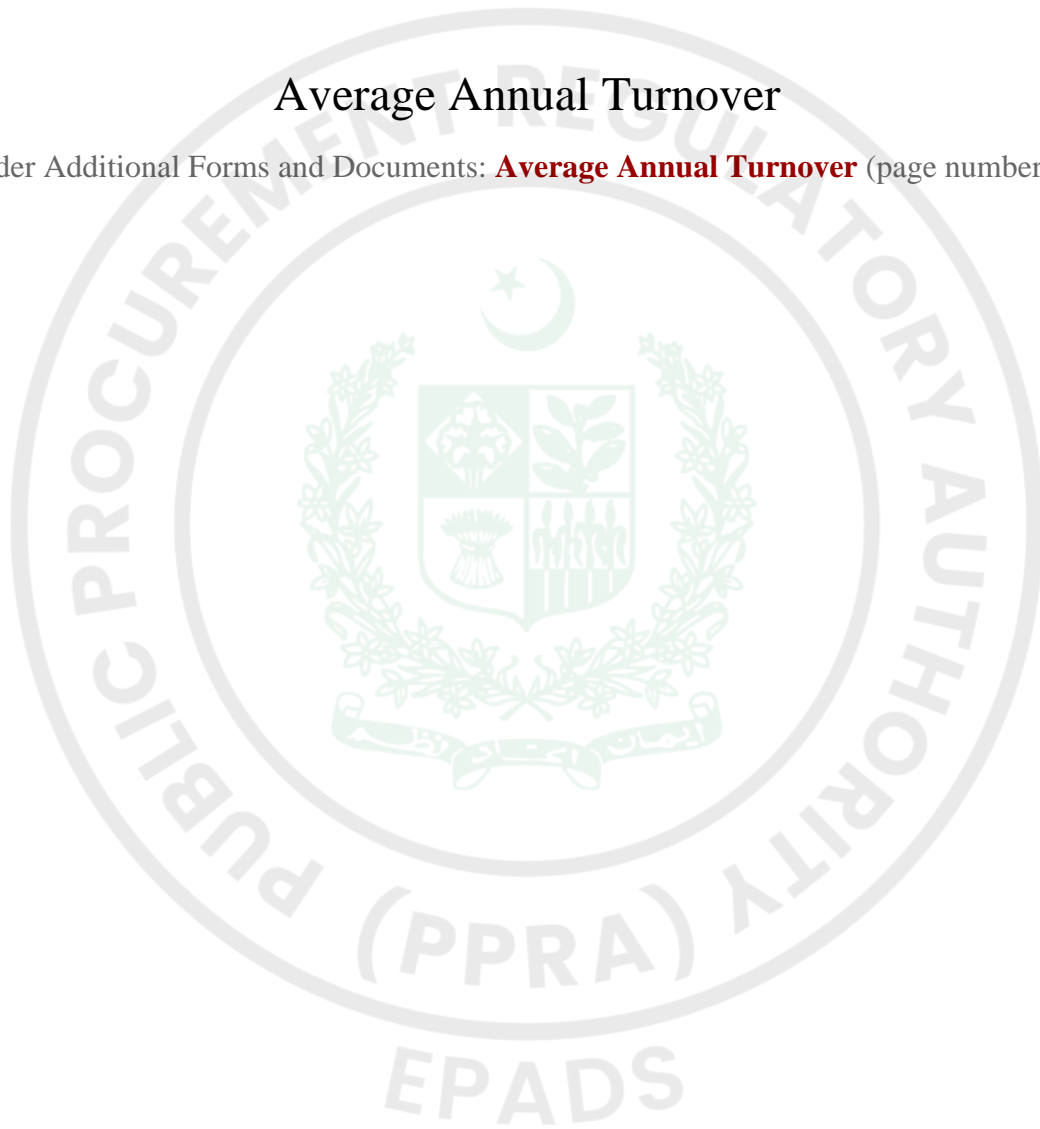 Average Annual Turnover
der Additional Forms and Documents: Average Annual Turnover (page number
PUBLIC PROCUREMENT REGULATORY AUTHORITY
(PPRA)
EPADS